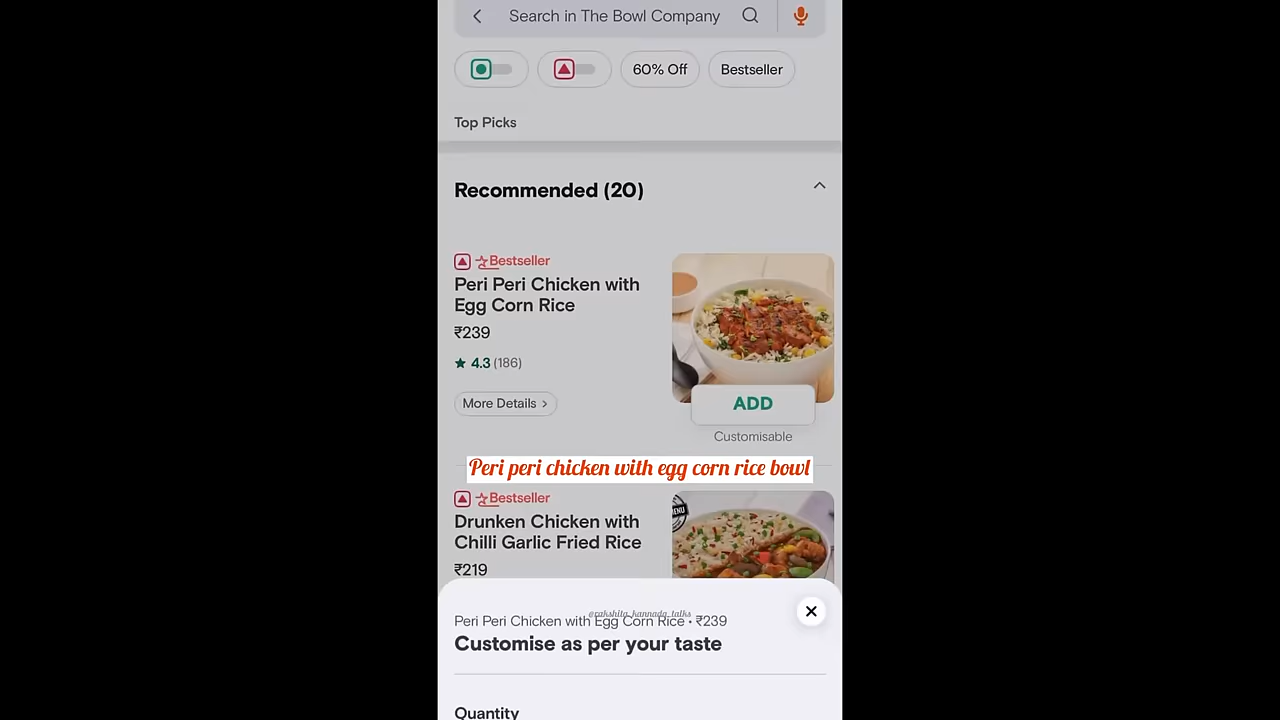 Search in The Bowl Company
60% Off
Bestseller
Top Picks
Recommended (20)
Bestseller
Peri Peri Chicken with
Egg Corn Rice
₹239
4.3 (186)
More Details >
ADD
Customisable
Peri peri chicken with egg corn rice bowl
Bestseller
Drunken Chicken with
Chilli Garlic Fried Rice
₹219
MENU
@rakshita_kannada_talks
Peri Peri Chicken with Egg Corn Rice • ₹239
Customise as per your taste
Quantity